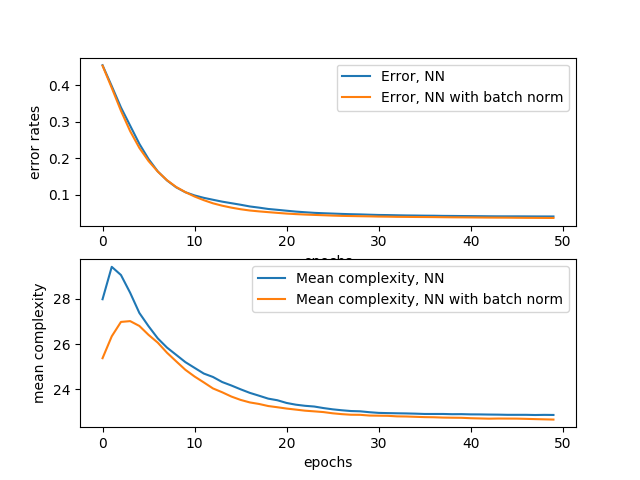 error rates
0.4
0.3
0.2
0.1
Error, NN
Error, NN with batch norm
0 10 20 30 40 50
epochs
mean complexity
28
26
24
Mean complexity, NN
Mean complexity, NN with batch norm
0 10 20 30 40 50
epochs